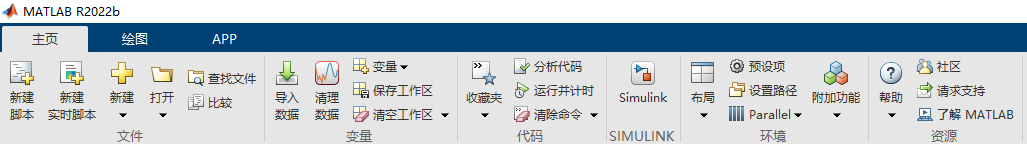 MATLAB R2022b
主页 绘图 APP
新建
脚本
新建
实时脚本
新建
打开
查找文件
比较
文件
导入
数据
清理
数据
变量
保存工作区
清空工作区
变量
收藏夹
分析代码
运行并计时
清除命令
代码
Simulink
SIMULINK
布局
预设项
设置路径
Parallel
附加功能
环境
帮助
社区
请求支持
了解 MATLAB
资源